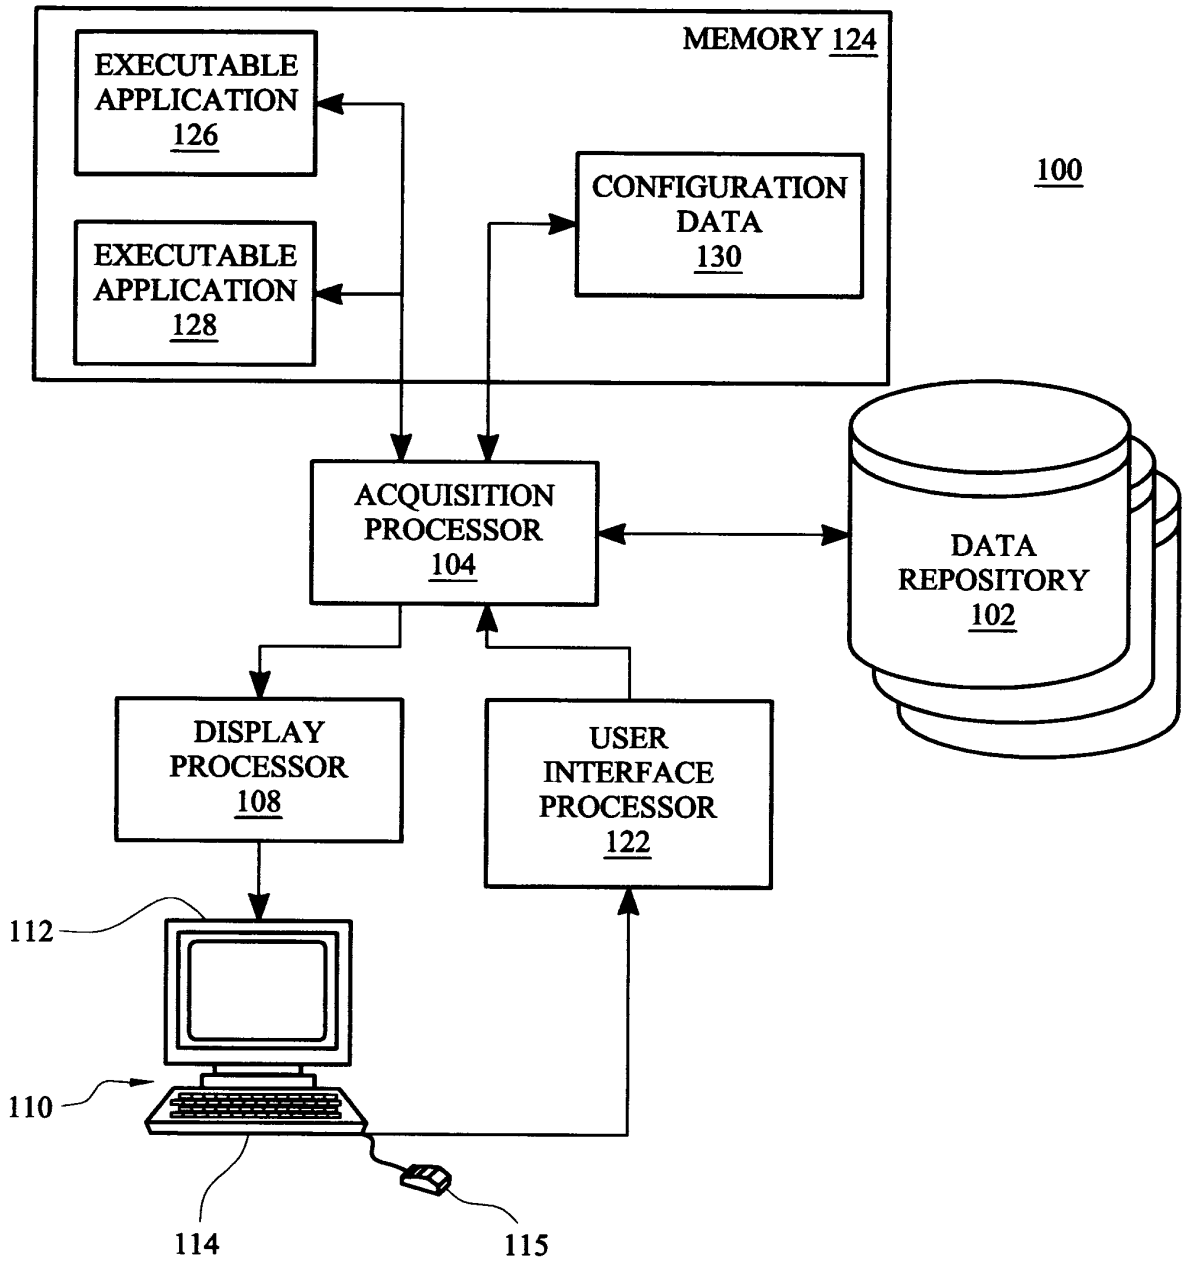 MEMORY 124
EXECUTABLE
APPLICATION
126
EXECUTABLE
APPLICATION
128
CONFIGURATION
DATA
130
100
ACQUISITION
PROCESSOR
104
DATA
REPOSITORY
102
DISPLAY
PROCESSOR
108
USER
INTERFACE
PROCESSOR
122
112
110
114
115